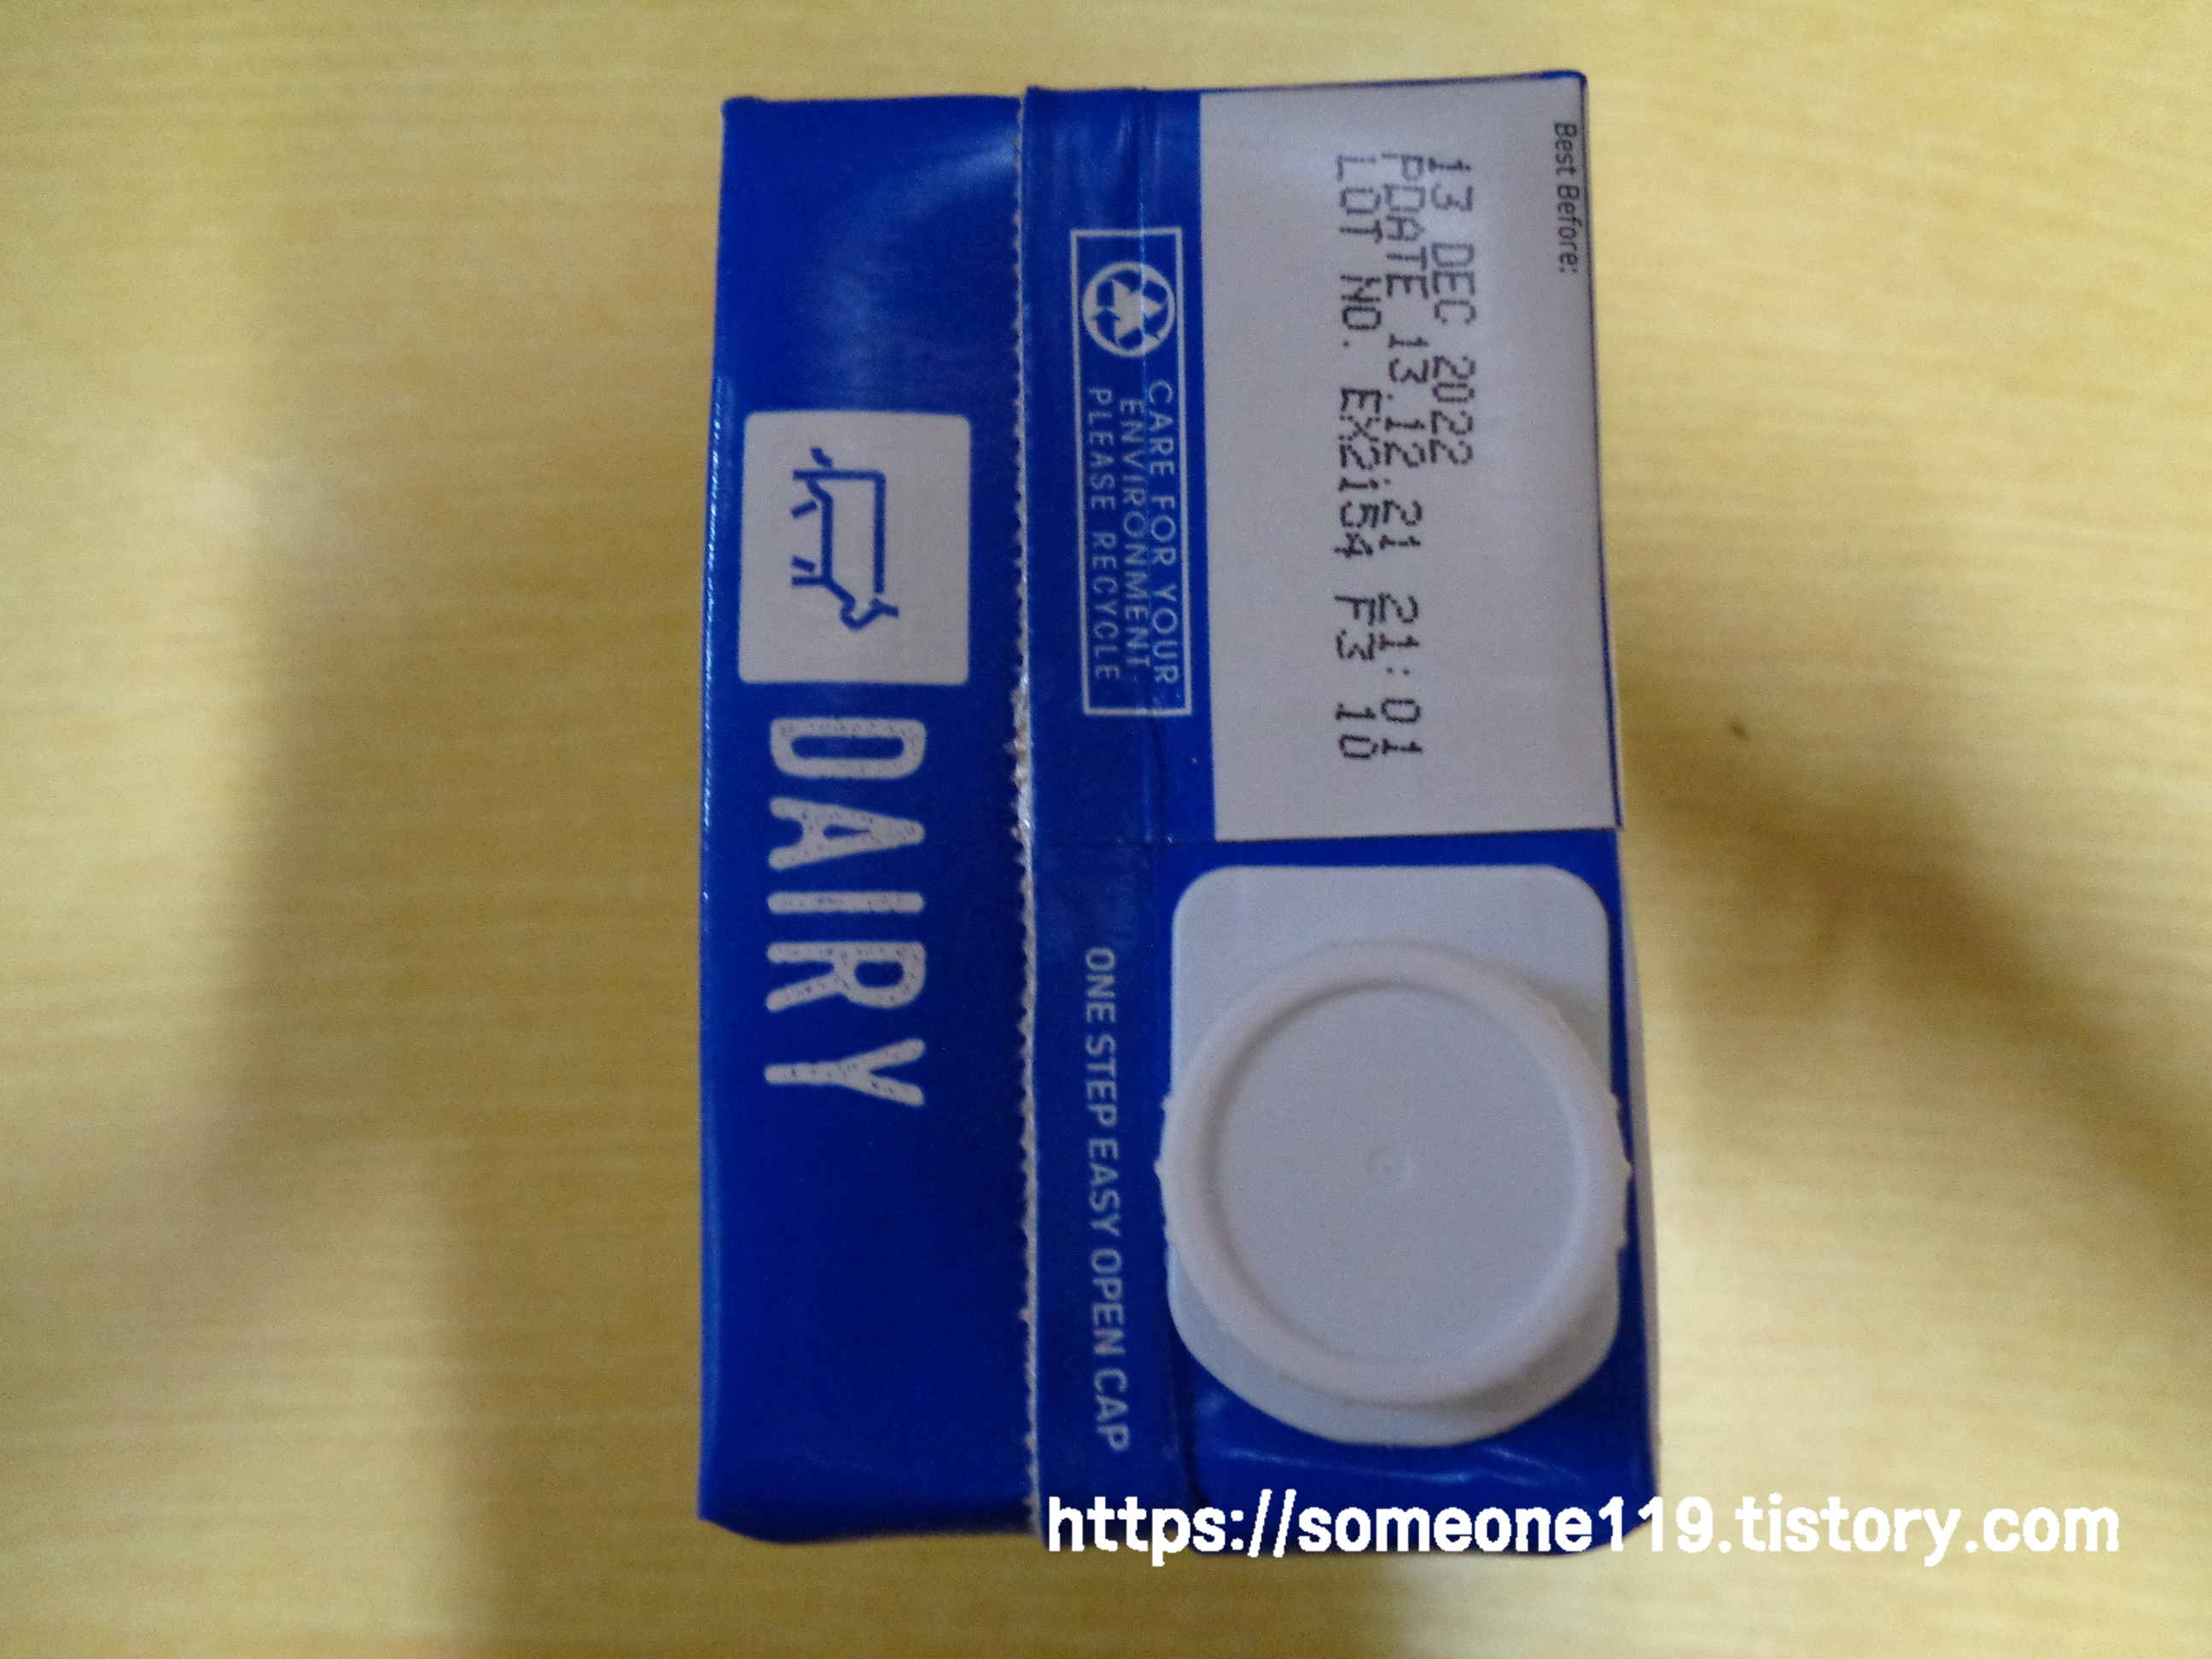 Best Before:
13 DEC 2022
PDATE 13.12.21 21:01
LOT NO. EX2154 F3 10
CARE FOR YOUR
ENVIRONMENT.
PLEASE RECYCLE
ONE STEP EASY OPEN CAP
DAIRY
https://someone119.tistory.com